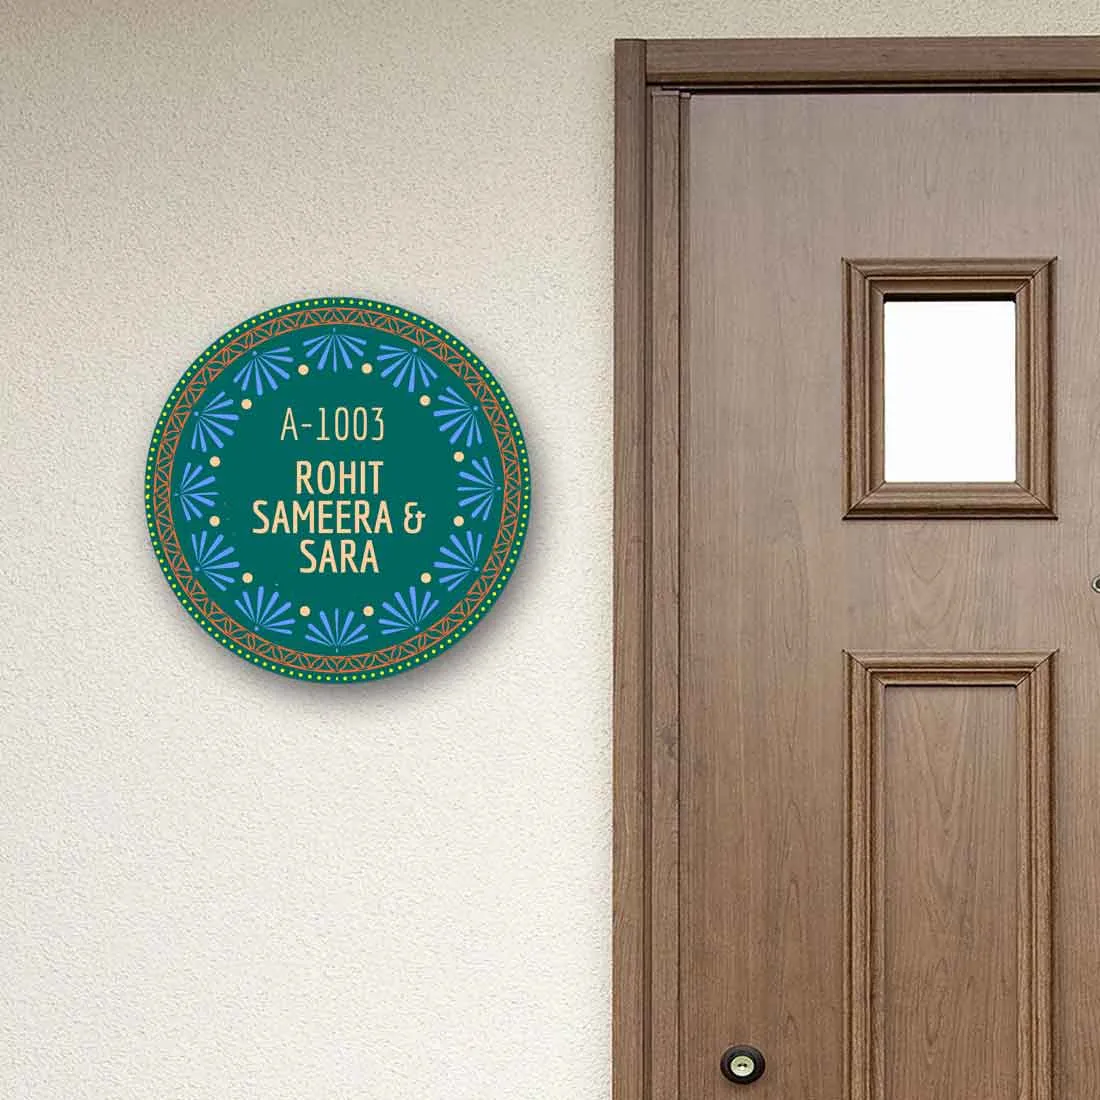 A-1003
ROHIT
SAMEERA &
SARA